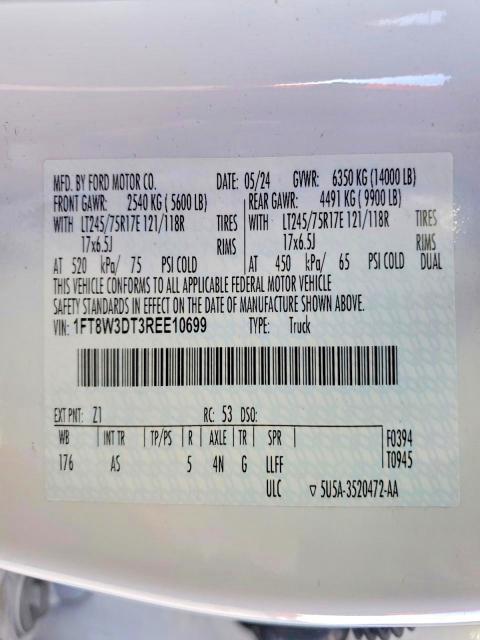 MFD. BY FORD MOTOR CO. DATE: 05/24 GVWR: 6350 KG (14000 LB)
FRONT GAWR: 2540 KG ( 5600 LB) REAR GAWR: 4491 KG ( 9900 LB)
WITH LT245/75R17E 121/118R TIRES WITH LT245/75R17E 121/118R TIRES
17x6.5J RIMS 17x6.5J RIMS
AT 520 kPa/ 75 PSI COLD AT 450 kPa/ 65 PSI COLD DUAL
THIS VEHICLE CONFORMS TO ALL APPLICABLE FEDERAL MOTOR VEHICLE
SAFETY STANDARDS IN EFFECT ON THE DATE OF MANUFACTURE SHOWN ABOVE.
VIN: 1FT8W3DT3REE10699 TYPE: Truck
EXT PNT: Z1 RC: 53 DSO:
WB INT TR TP/PS R AXLE TR SPR F0394
176 AS 5 4N G LLFF T0945
ULC ▽ 5U5A-3520472-AA